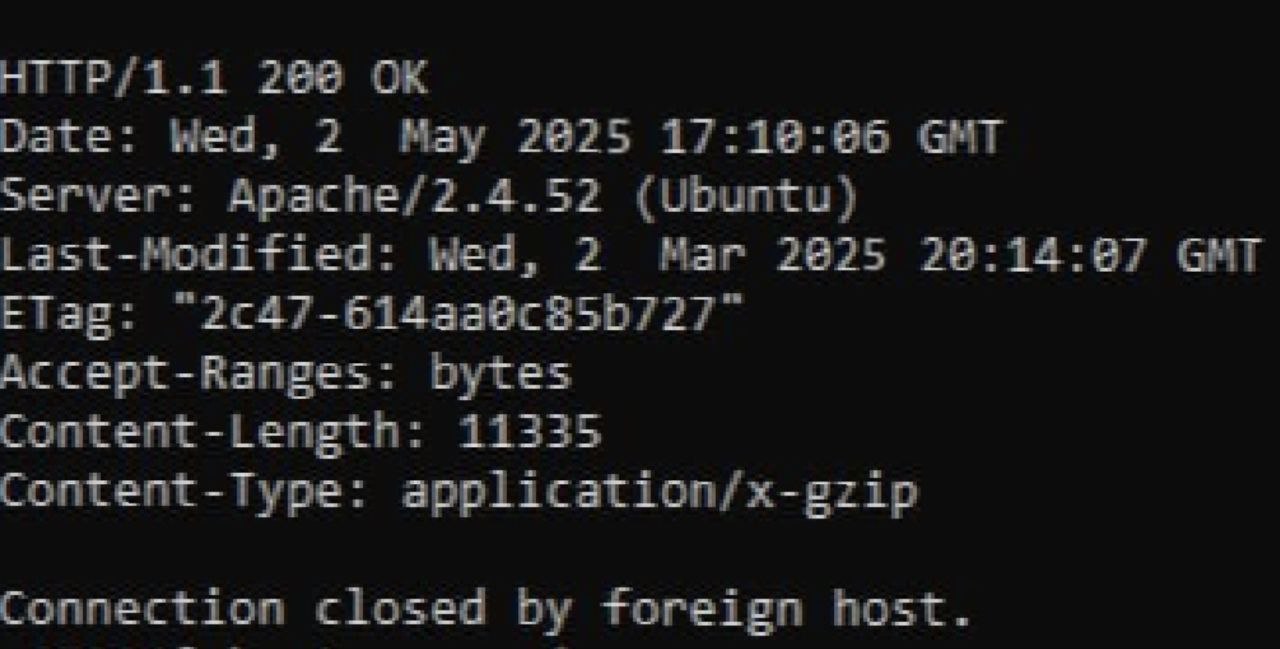 HTTP/1.1 200 OK
Date: Wed, 2  May 2025 17:10:06 GMT
Server: Apache/2.4.52 (Ubuntu)
Last-Modified: Wed, 2  Mar 2025 20:14:07 GMT
ETag: "2c47-614aa0c85b727"
Accept-Ranges: bytes
Content-Length: 11335
Content-Type: application/x-gzip
Connection closed by foreign host.